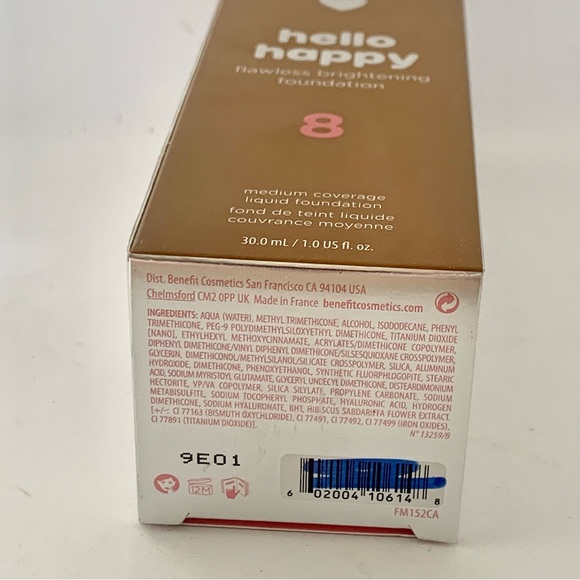 hello
happy
flawless brightening
foundation
8
medium coverage
liquid foundation
fond de teint liquide
couvrance moyenne
30.0 mL / 1.0 US fl. oz.
Dist. Benefit Cosmetics San Francisco CA 94104 USA
Chelmsford CM2 0PP UK Made in France benefitcosmetics.com
INGREDIENTS: AQUA (WATER), METHYL TRIMETHICONE, ALCOHOL, ISODODECANE, PHENYL
TRIMETHICONE, PEG-9 POLYDIMETHYLSILOXYETHYL DIMETHICONE, TITANIUM DIOXIDE
[NANO], ETHYLHEXYL METHOXYCINNAMATE, ACRYLATES/DIMETHICONE COPOLYMER,
DIPHENYL DIMETHICONE/VINYL DIPHENYL DIMETHICONE/SILSESQUIOXANE CROSSPOLYMER,
GLYCERIN, DIMETHICONOL/METHYLSILANOL/SILICATE CROSSPOLYMER, SILICA, ALUMINUM
HYDROXIDE, DIMETHICONE, PHENOXYETHANOL, SYNTHETIC FLUORPHLOGOPITE, STEARIC
ACID, SODIUM MYRISTOYL GLUTAMATE, GLYCERYL UNDECYL DIMETHICONE, DISTEARDIMONIUM
HECTORITE, VP/VA COPOLYMER, SILICA SILYLATE, PROPYLENE CARBONATE, SODIUM
METABISULFITE, SODIUM TOCOPHERYL PHOSPHATE, HYALURONIC ACID, HYDROGEN
DIMETHICONE, SODIUM HYALURONATE, BHT, HIBISCUS SABDARIFFA FLOWER EXTRACT.
[+/-: CI 77163 (BISMUTH OXYCHLORIDE), CI 77491, CI 77492, CI 77499 (IRON OXIDES),
CI 77891 (TITANIUM DIOXIDE)].
N° 13259/B
9E01
12M
6 02004 10614 8
FM152CA